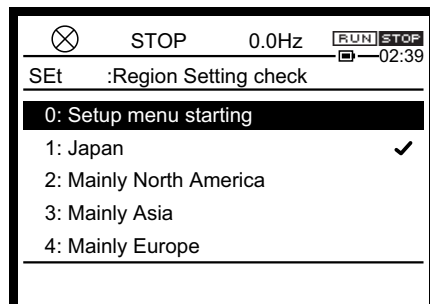 STOP 0.0Hz RUN STOP
02:39
SEt :Region Setting check
0: Setup menu starting
1: Japan
2: Mainly North America
3: Mainly Asia
4: Mainly Europe